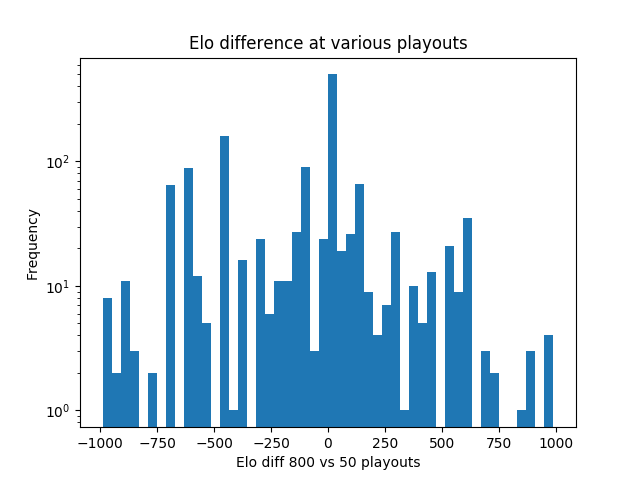 Elo difference at various playouts
Frequency
10²
10¹
10⁰
−1000 −750 −500 −250 0 250 500 750 1000
Elo diff 800 vs 50 playouts